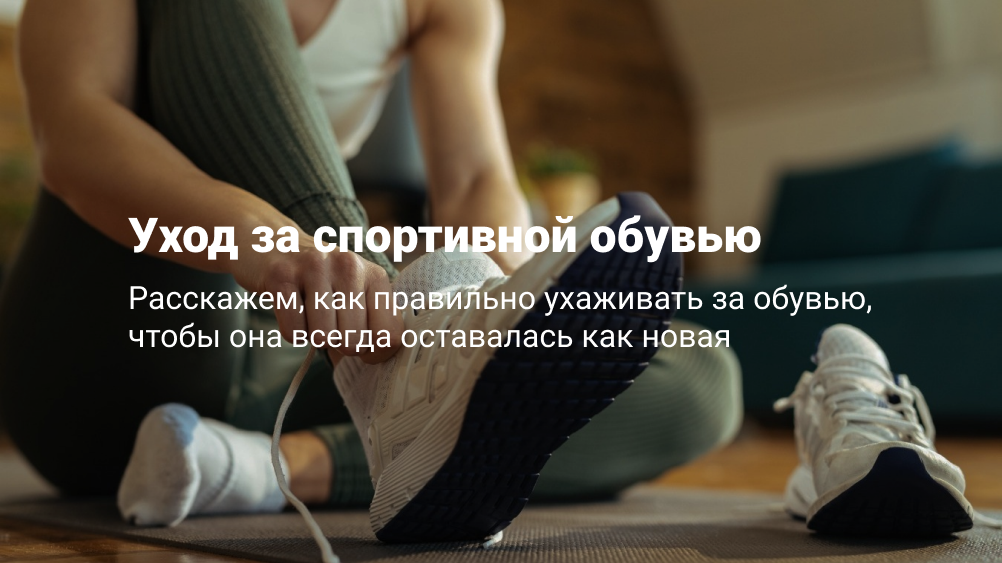 Уход за спортивной обувью
Расскажем, как правильно ухаживать за обувью,
чтобы она всегда оставалась как новая